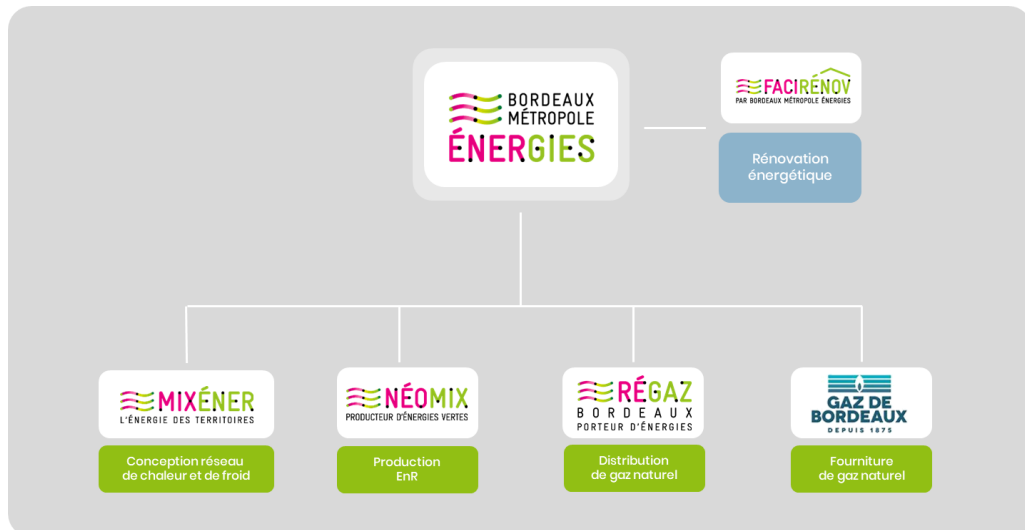 BORDEAUX
MÉTROPOLE
ÉNERGIES
FACIRÉNOV
PAR BORDEAUX MÉTROPOLE ÉNERGIES
Rénovation
énergétique
MIXÉNER
L'ÉNERGIE DES TERRITOIRES
Conception réseau
de chaleur et de froid
NÉOMIX
PRODUCTEUR D'ÉNERGIES VERTES
Production
EnR
RÉGAZ
BORDEAUX
PORTEUR D'ÉNERGIES
Distribution
de gaz naturel
GAZ DE
BORDEAUX
DEPUIS 1875
Fourniture
de gaz naturel